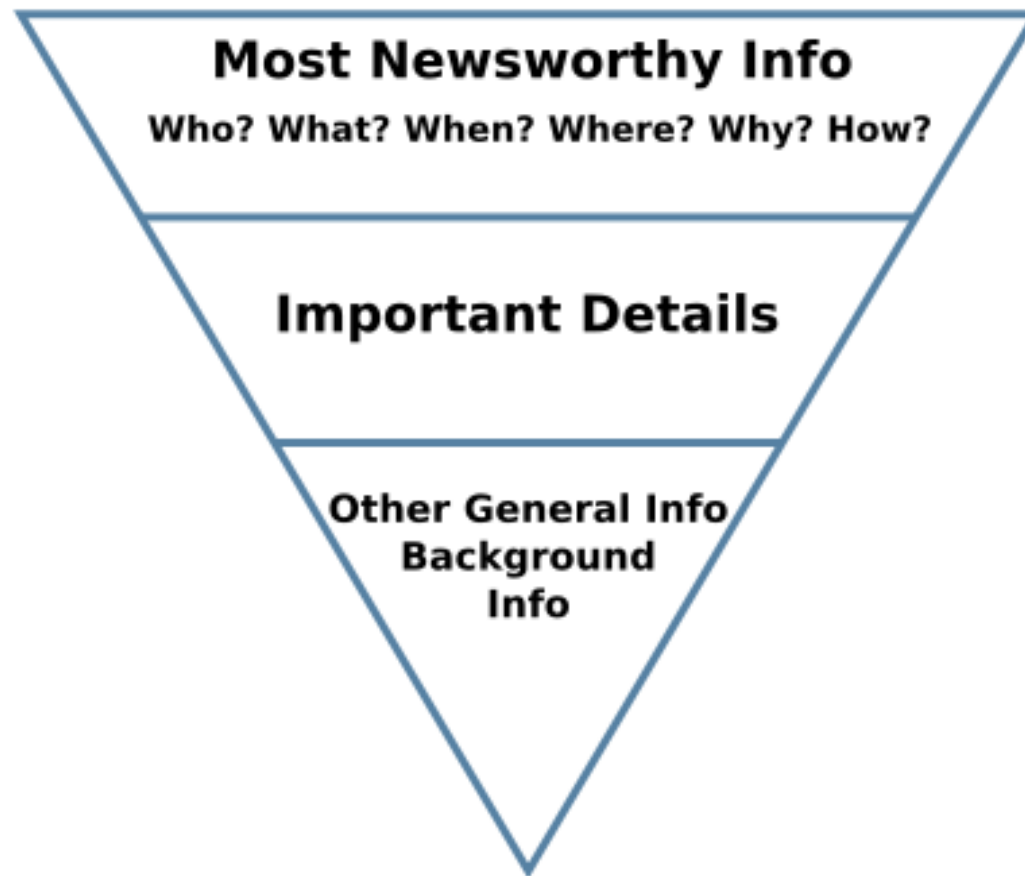 Most Newsworthy Info
Who? What? When? Where? Why? How?
Important Details
Other General Info
Background
Info